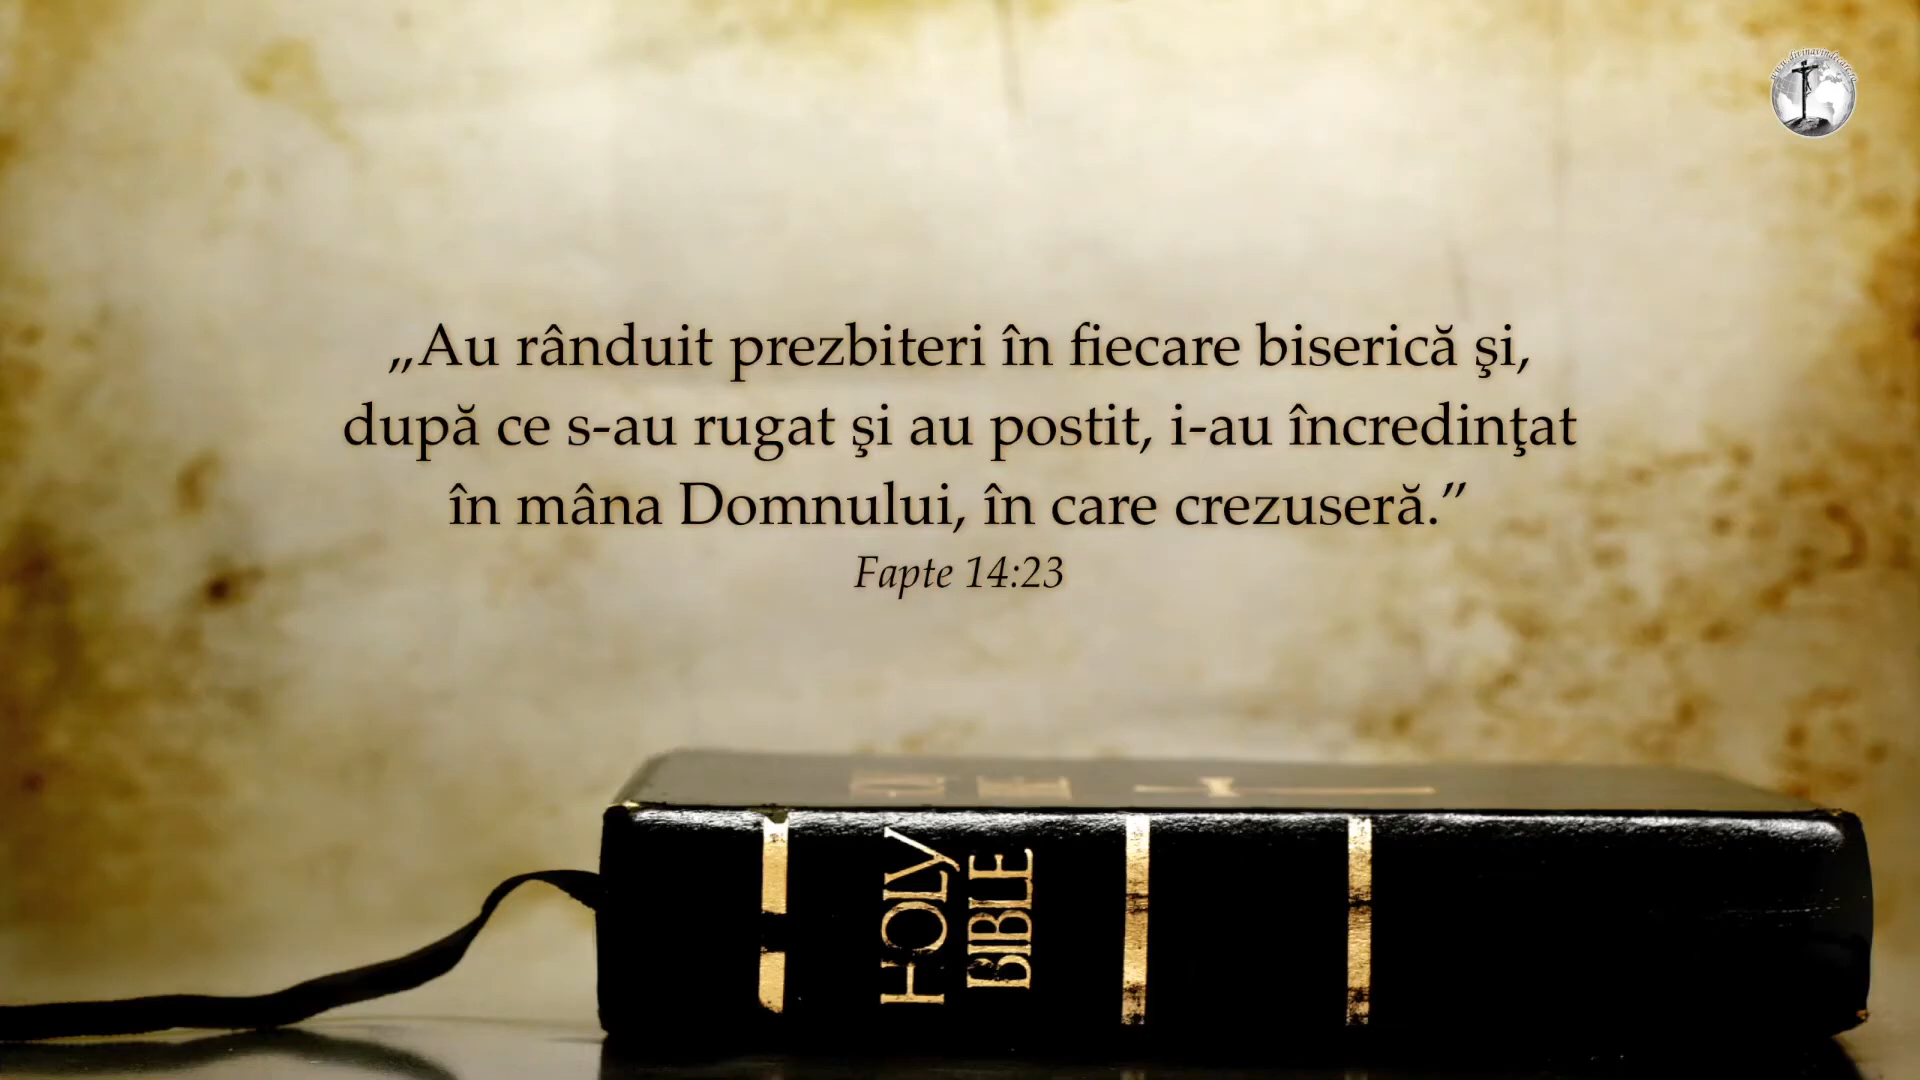 „Au rânduit prezbiteri în fiecare biserică şi,
după ce s-au rugat şi au postit, i-au încredinţat
în mâna Domnului, în care crezuseră.”
Fapte 14:23
HOLY
BIBLE